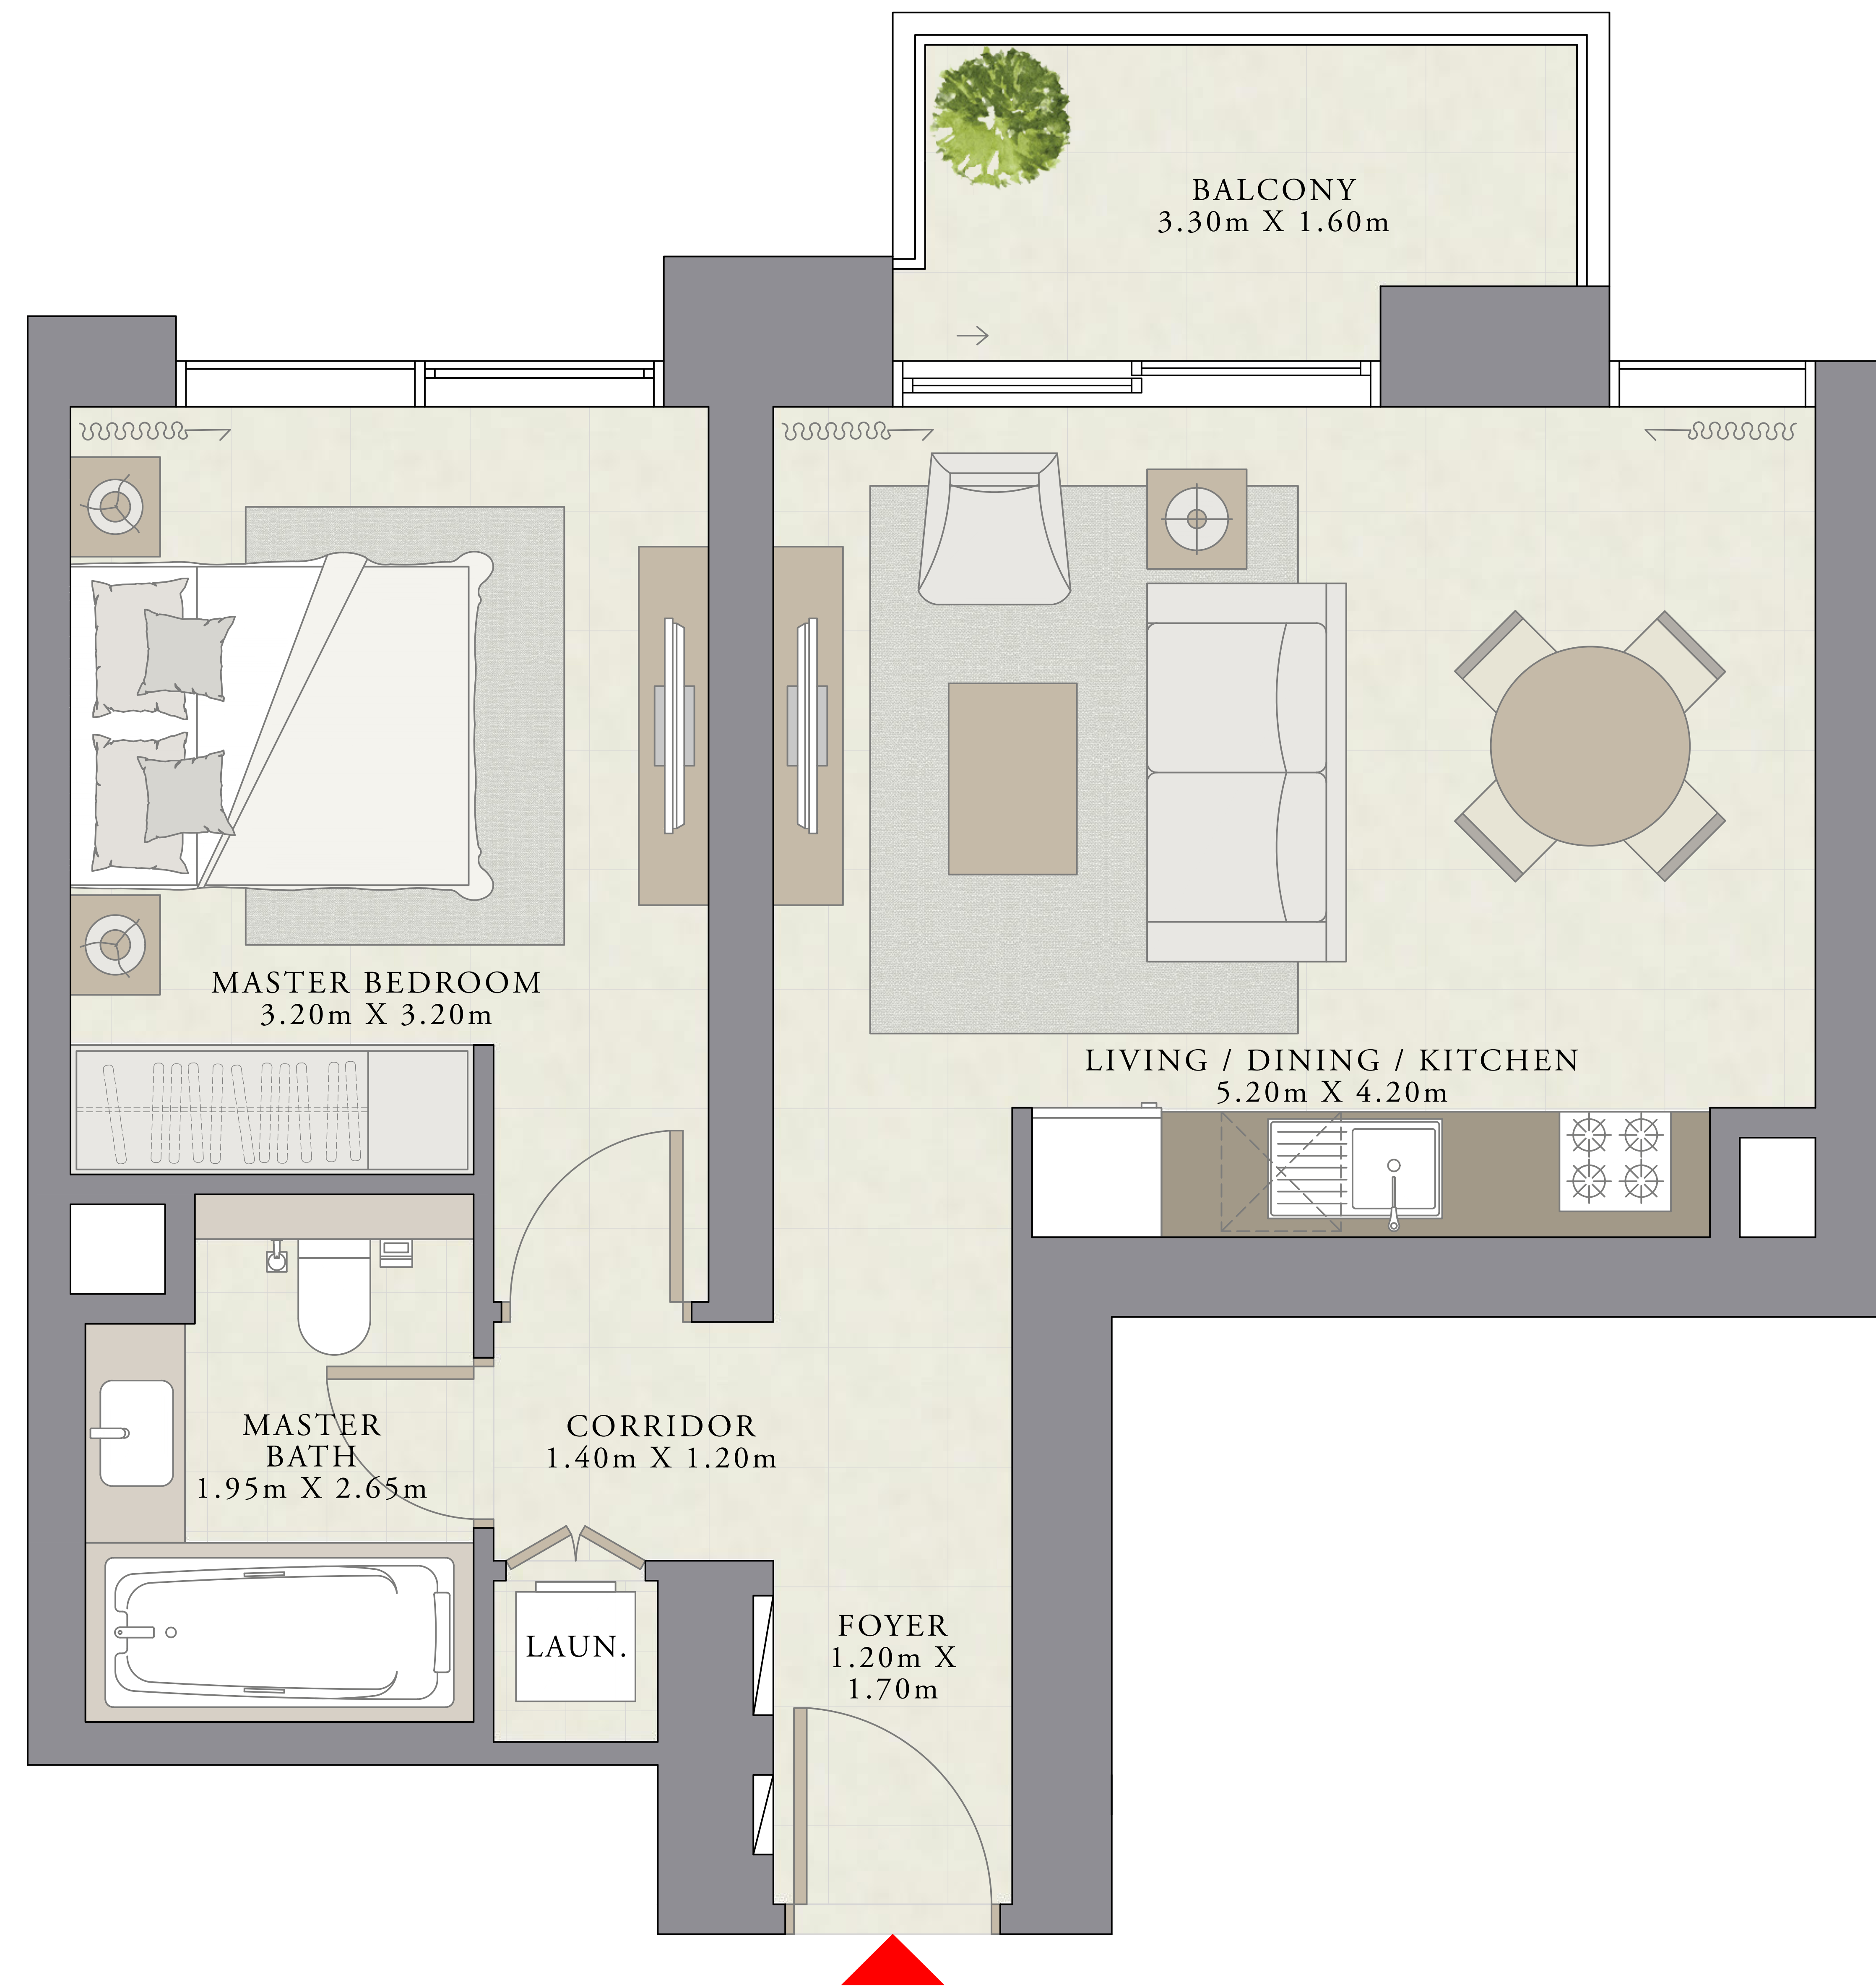 BALCONY
3.30m X 1.60m
MASTER BEDROOM
3.20m X 3.20m
LIVING / DINING / KITCHEN
5.20m X 4.20m
MASTER
BATH
1.95m X 2.65m
CORRIDOR
1.40m X 1.20m
LAUN.
FOYER
1.20m X
1.70m